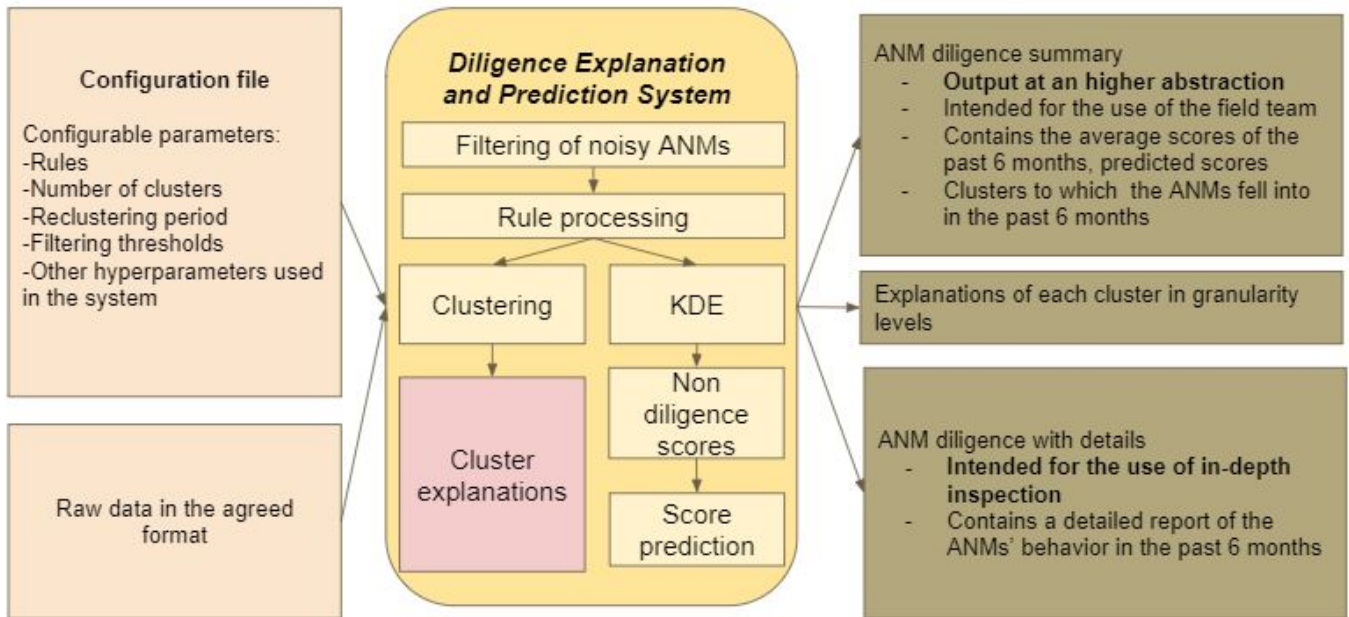 Configuration file
Configurable parameters:
-Rules
-Number of clusters
-Reclustering period
-Filtering thresholds
-Other hyperparameters used
in the system
Raw data in the agreed
format
Diligence Explanation
and Prediction System
Filtering of noisy ANMs
Rule processing
Clustering
KDE
Cluster
explanations
Non
diligence
scores
Score
prediction
ANM diligence summary
- Output at an higher abstraction
- Intended for the use of the field team
- Contains the average scores of the
past 6 months, predicted scores
- Clusters to which the ANMs fell into
in the past 6 months
Explanations of each cluster in granularity
levels
ANM diligence with details
- Intended for the use of in-depth
inspection
- Contains a detailed report of the
ANMs' behavior in the past 6 months